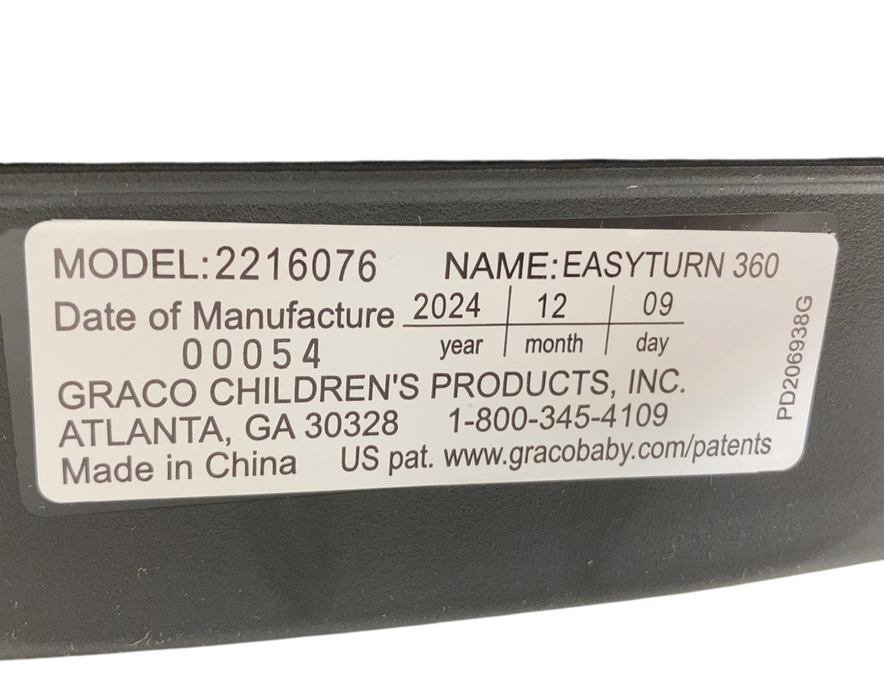 MODEL:2216076 NAME:EASYTURN 360
Date of Manufacture 2024 | 12 | 09
00054 year | month | day
GRACO CHILDREN'S PRODUCTS, INC.
ATLANTA, GA 30328 1-800-345-4109
Made in China US pat. www.gracobaby.com/patents
PD206938G